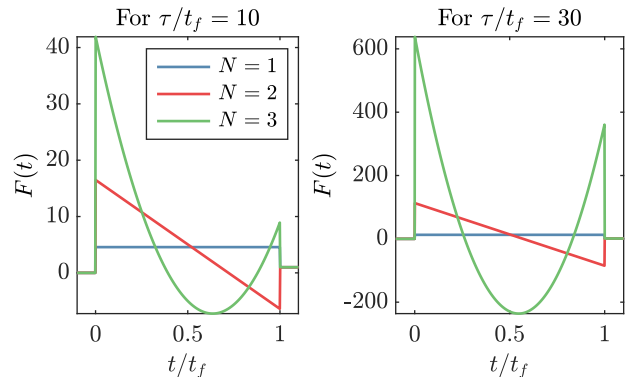 For τ/t_f = 10
F(t)
40
30
20
10
0
N = 1
N = 2
N = 3
0
0.5
1
t/t_f
For τ/t_f = 30
F(t)
600
400
200
0
-200
0
0.5
1
t/t_f